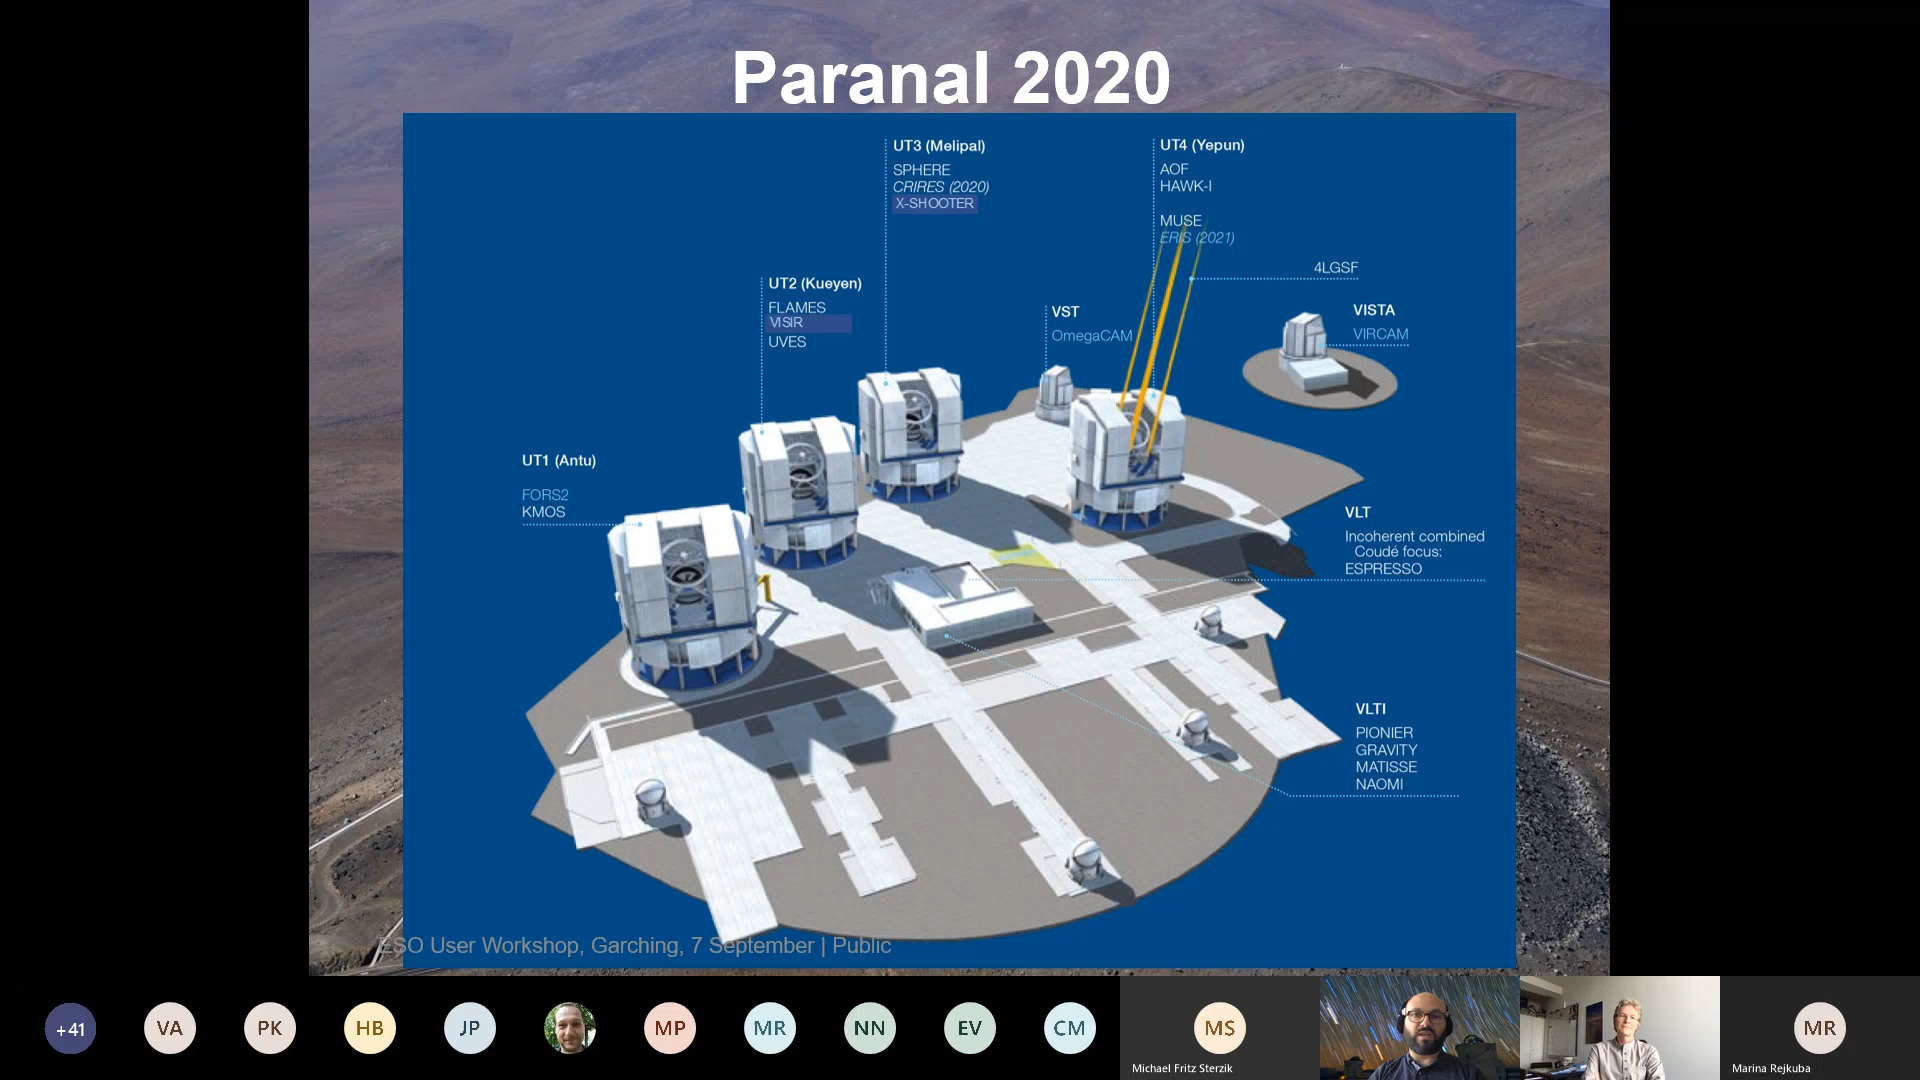 Paranal 2020
UT3 (Melipal)
SPHERE
CRIRES (2020)
X-SHOOTER
UT4 (Yepun)
AOF
HAWK-I
MUSE
ERIS (2021)
4LGSF
UT2 (Kueyen)
FLAMES
VISIR
UVES
VST
OmegaCAM
VISTA
VIRCAM
UT1 (Antu)
FORS2
KMOS
VLT
Incoherent combined
Coudé focus:
ESPRESSO
VLTI
PIONIER
GRAVITY
MATISSE
NAOMI
ESO User Workshop, Garching, 7 September | Public
+41
VA
PK
HB
JP
MP
MR
NN
EV
CM
MS
Michael Fritz Sterzik
MR
Marina Rejkuba